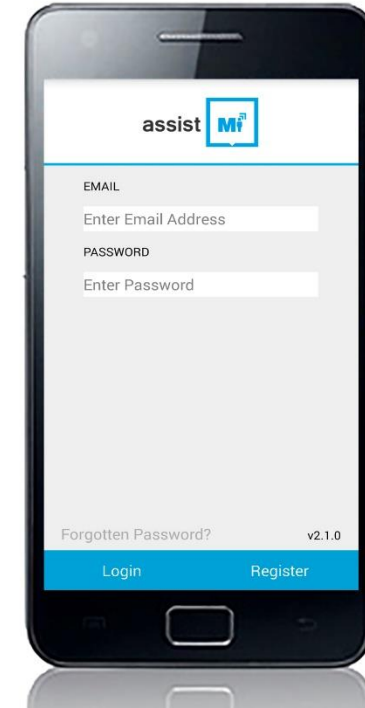 assist Mi
EMAIL
Enter Email Address
PASSWORD
Enter Password
Forgotten Password? v2.1.0
Login Register